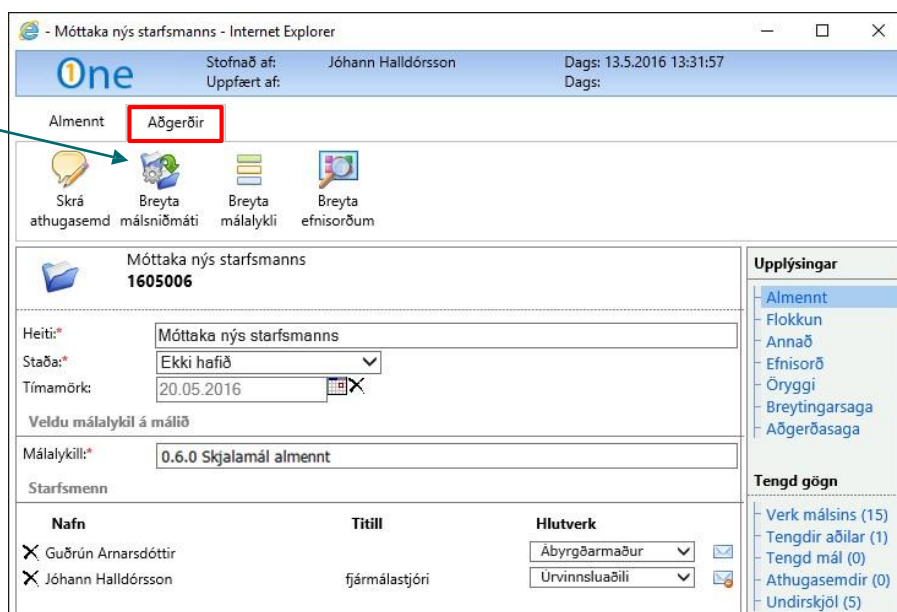 - Móttaka nýs starfsmanns - Internet Explorer
One Stofnað af: Jóhann Halldórsson Dags: 13.5.2016 13:31:57
Uppfært af: Dags:
Almennt Aðgerðir
Skrá athugasemd
Breyta málsniðmáti
Breyta málalykli
Breyta efnisorðum
Móttaka nýs starfsmanns
1605006
Heiti:* Móttaka nýs starfsmanns
Staða:* Ekki hafið
Tímamörk: 20.05.2016
Veldu málalykil á málið
Málalykill:* 0.6.0 Skjalamál almennt
Starfsmenn
Nafn Titill Hlutverk
Guðrún Arnarsdóttir Ábyrgðarmaður
Jóhann Halldórsson fjármálastjóri Úrvinnsluaðili
Upplýsingar
Almennt
Flokkun
Annað
Efnisorð
Öryggi
Breytingarsaga
Aðgerðasaga
Tengd gögn
Verk málsins (15)
Tengdir aðilar (1)
Tengd mál (0)
Athugasemdir (0)
Undirskjöl (5)